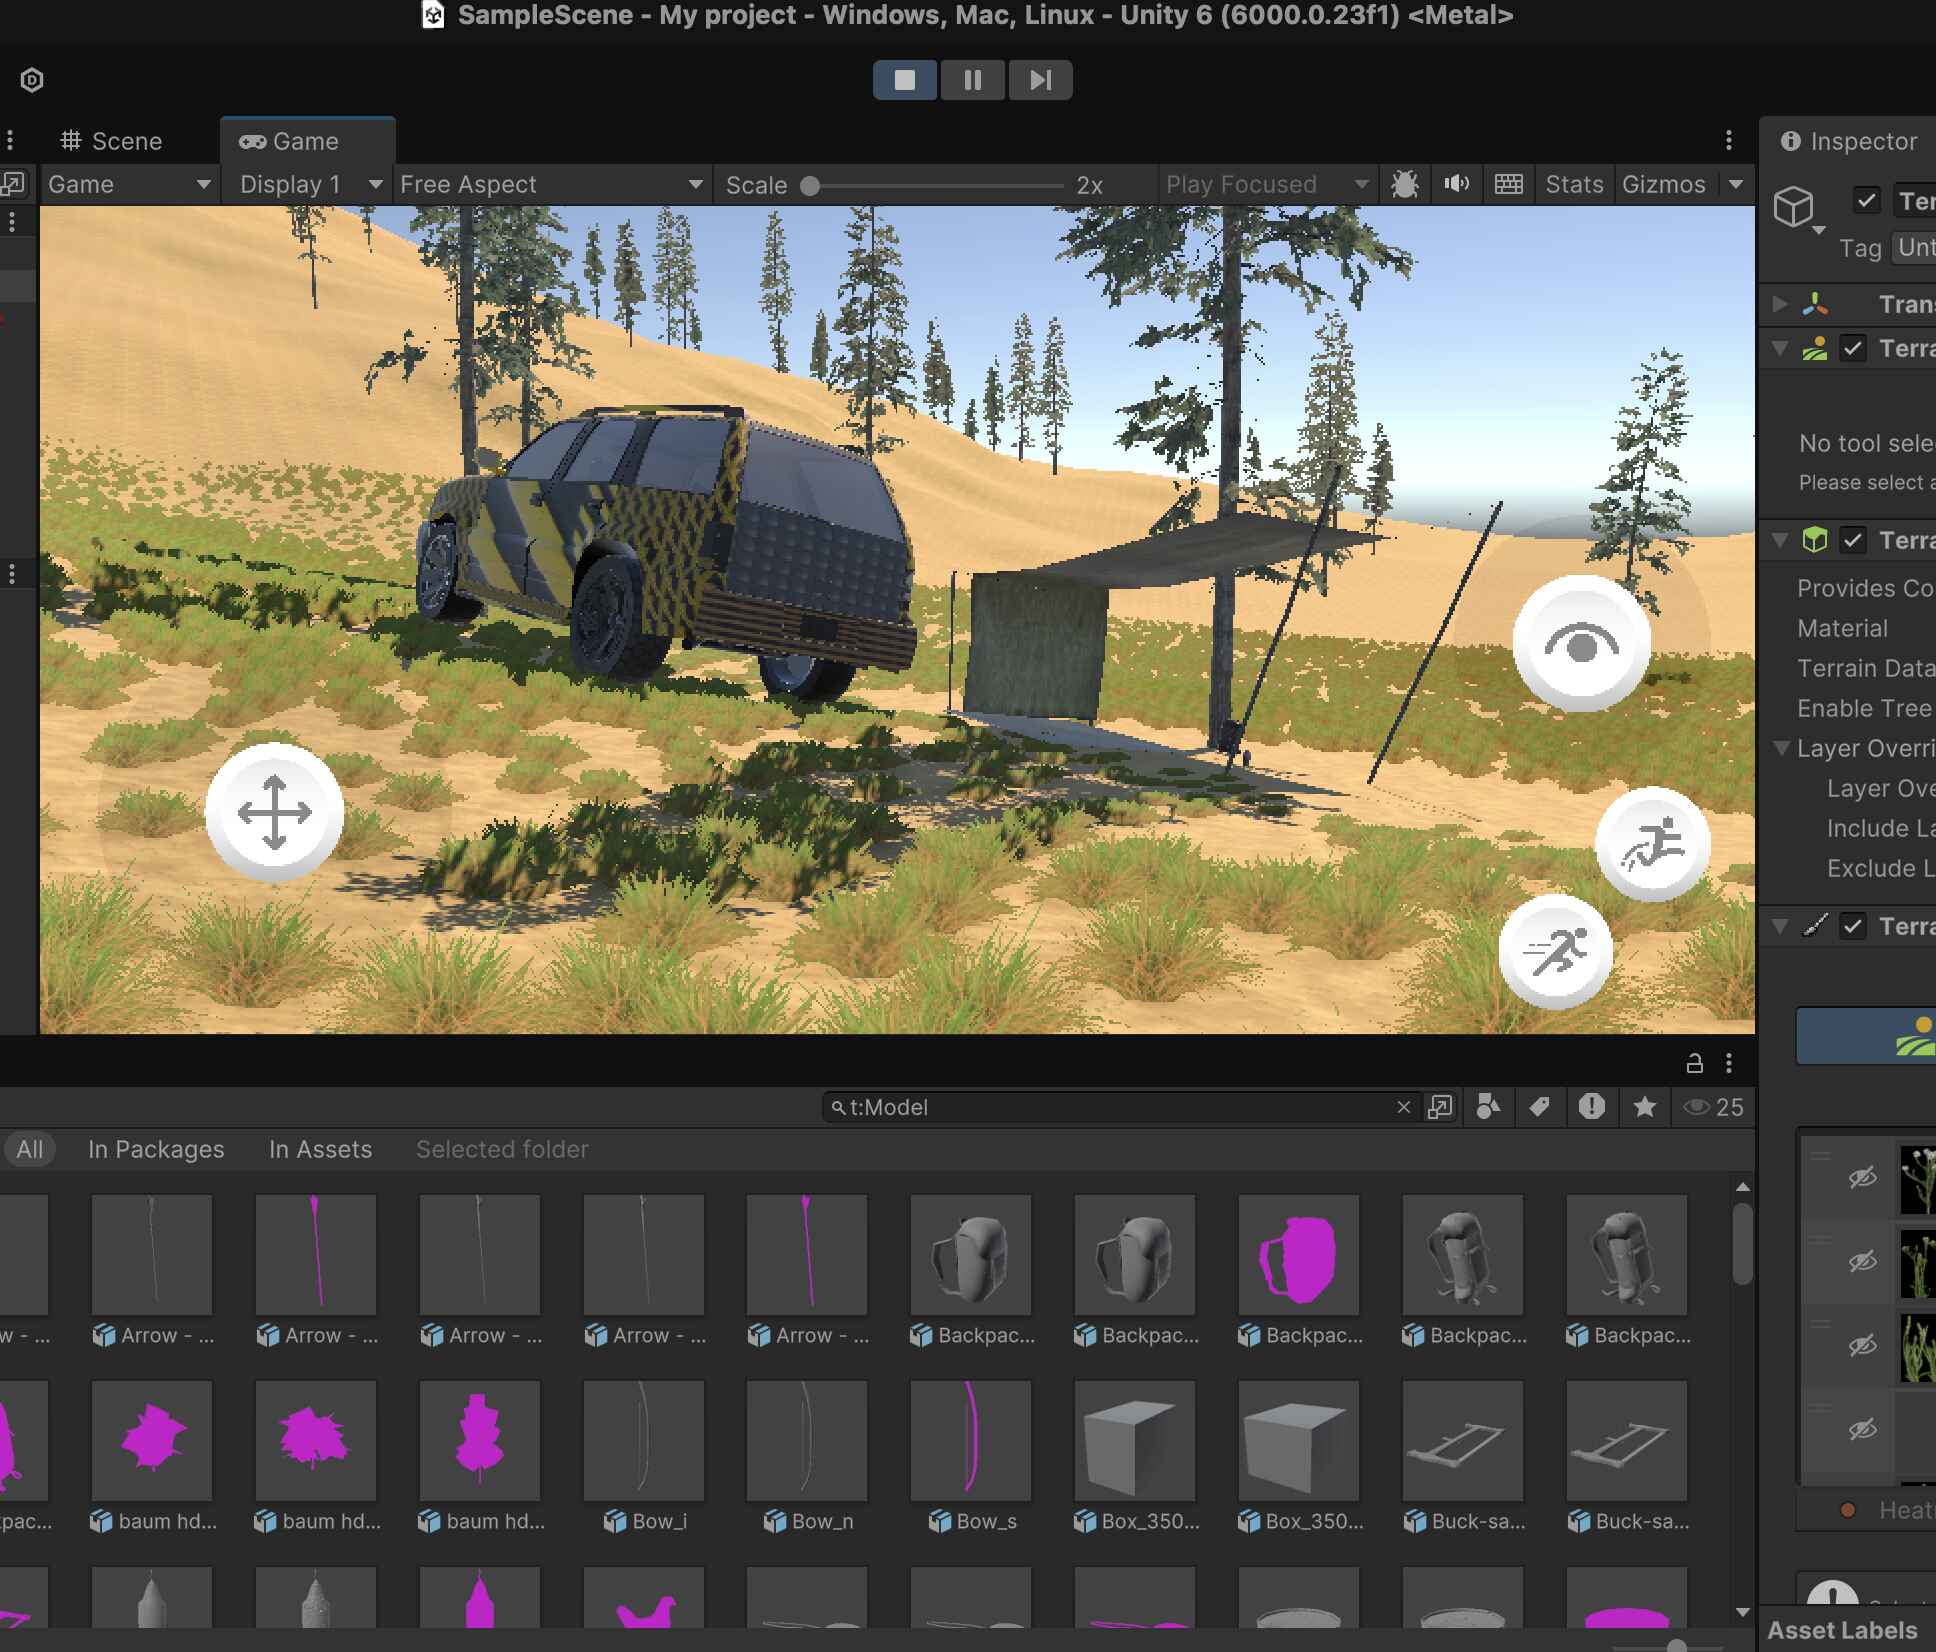 SampleScene - My project - Windows, Mac, Linux - Unity 6 (6000.0.23f1) <Metal>
Scene
Game
Inspector
Game
Display 1
Free Aspect
Scale
2x
Play Focused
Stats
Gizmos
Ter
Tag Unt
Trans
Terra
No tool sele
Please select a
Terra
Provides Co
Material
Terrain Data
Enable Tree
Layer Overri
Layer Ove
Include La
Exclude L
Terra
t:Model
25
All
In Packages
In Assets
Selected folder
w - ...
Arrow - ...
Arrow - ...
Arrow - ...
Arrow - ...
Arrow - ...
Backpac...
Backpac...
Backpac...
Backpac...
Backpac...
kpac...
baum hd...
baum hd...
baum hd...
Bow_i
Bow_n
Bow_s
Box_350...
Box_350...
Buck-sa...
Buck-sa...
Heatr
Asset Labels